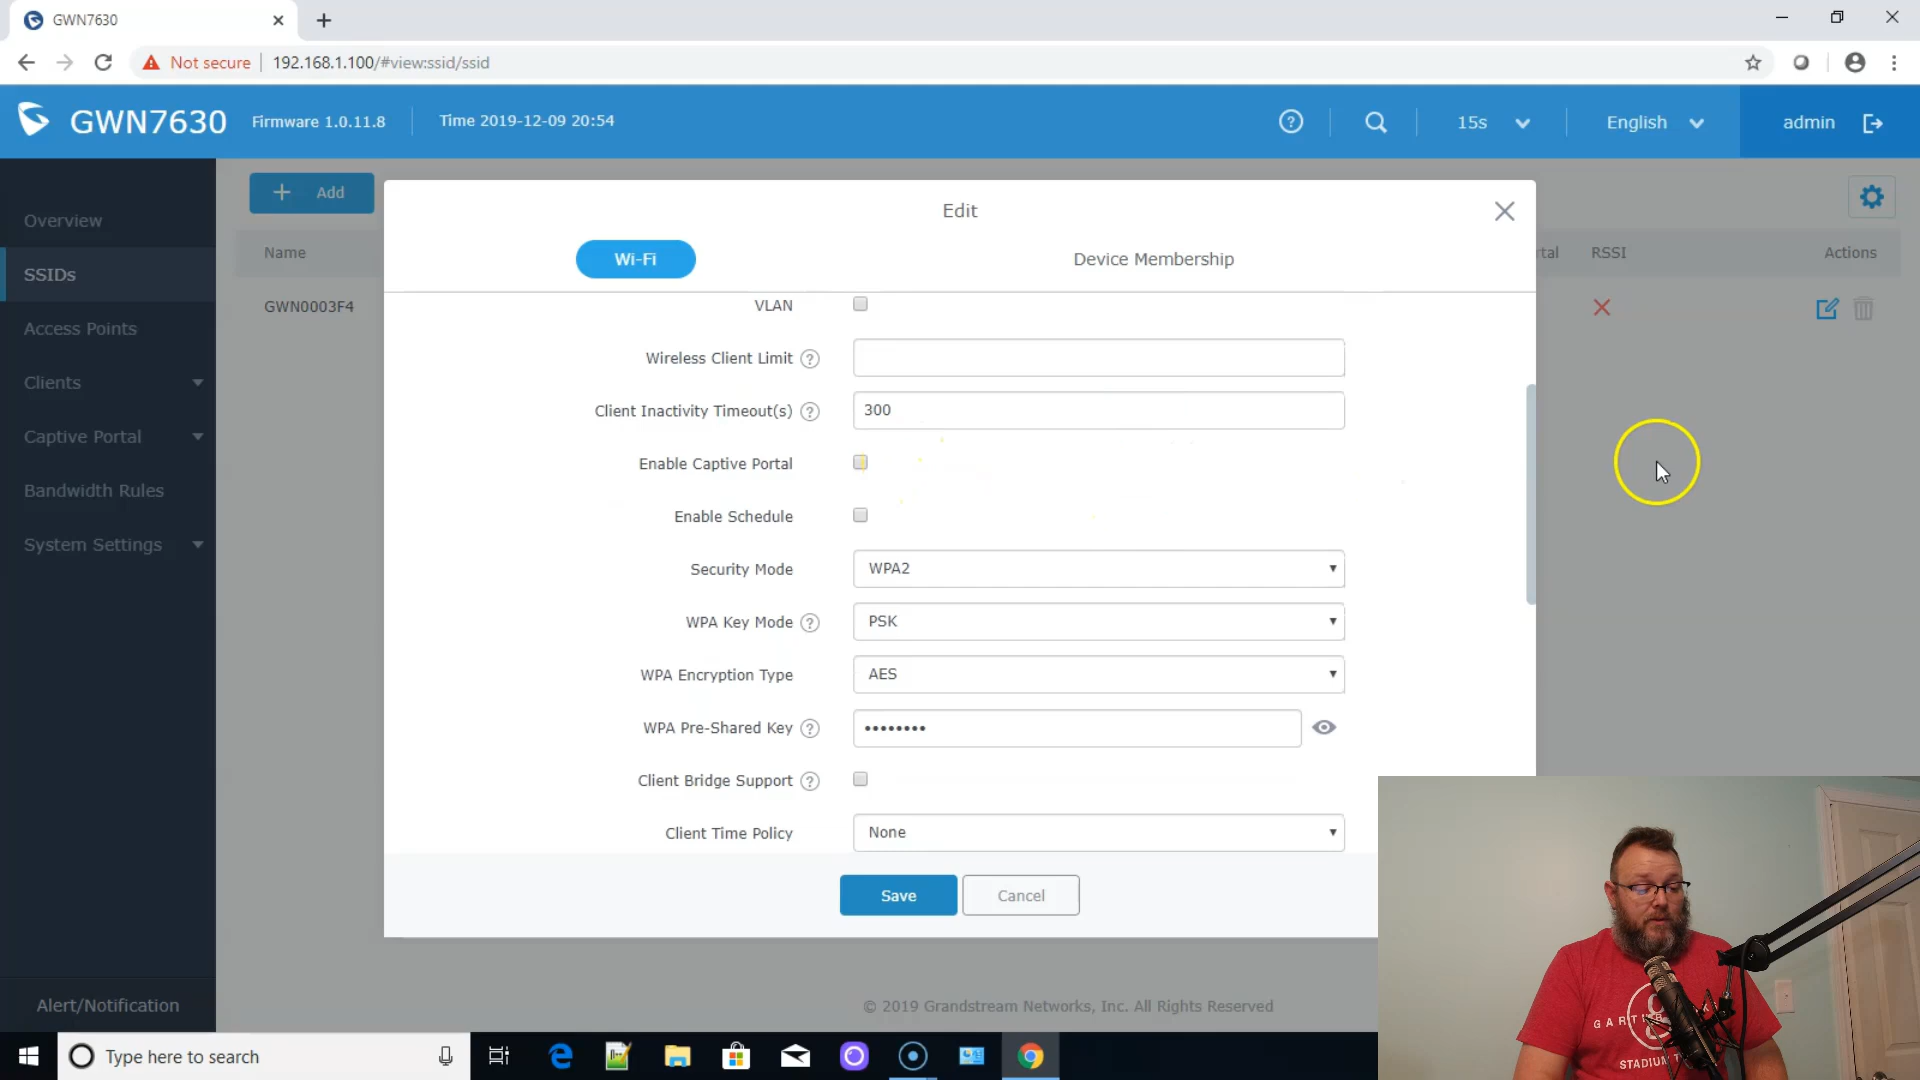 GWN7630
Not secure
192.168.1.100/#view:ssid/ssid
GWN7630
Firmware 1.0.11.8
Time 2019-12-09 20:54
15s
English
admin
Overview
SSIDs
Access Points
Clients
Captive Portal
Bandwidth Rules
System Settings
Alert/Notification
+ Add
Name
tal
RSSI
Actions
GWN0003F4
Edit
Wi-Fi
Device Membership
VLAN
Wireless Client Limit ?
Client Inactivity Timeout(s) ? 300
Enable Captive Portal
Enable Schedule
Security Mode WPA2
WPA Key Mode ? PSK
WPA Encryption Type AES
WPA Pre-Shared Key ? ••••••••
Client Bridge Support ?
Client Time Policy None
Save
Cancel
© 2019 Grandstream Networks, Inc. All Rights Reserved
Type here to search
STADIUM